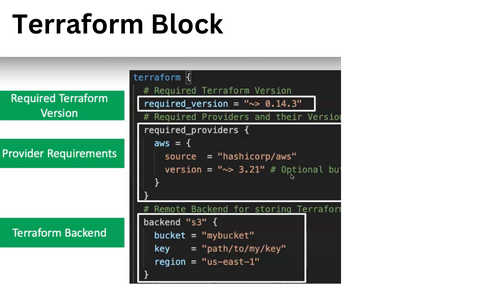 Terraform Block
Required Terraform
Version
Provider Requirements
Terraform Backend
terraform {
# Required Terraform Version
required_version = "~> 0.14.3"
# Required Providers and their Version
required_providers {
aws = {
source = "hashicorp/aws"
version = "~> 3.21" # Optional bu
}
}
# Remote Backend for storing Terraform
backend "s3" {
bucket = "mybucket"
key = "path/to/my/key"
region = "us-east-1"
}